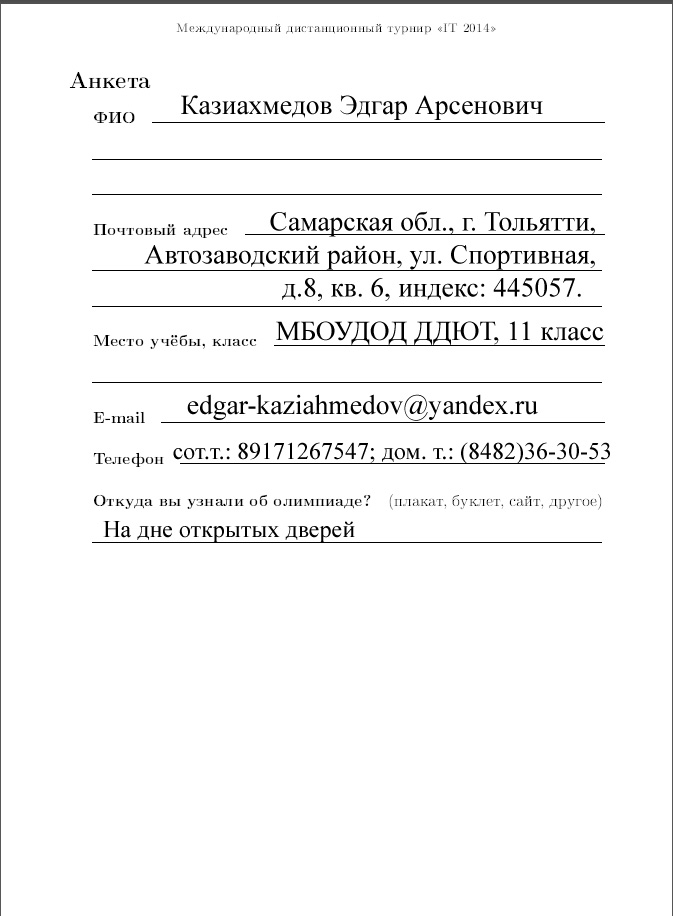 Международный дистанционный турнир «IT 2014»
Анкета
ФИО Казиахмедов Эдгар Арсенович
Почтовый адрес Самарская обл., г. Тольятти,
Автозаводский район, ул. Спортивная,
д.8, кв. 6, индекс: 445057.
Место учёбы, класс МБОУДОД ДДЮТ, 11 класс
E-mail edgar-kaziahmedov@yandex.ru
Телефон сот.т.: 89171267547; дом. т.: (8482)36-30-53
Откуда вы узнали об олимпиаде? (плакат, буклет, сайт, другое)
На дне открытых дверей